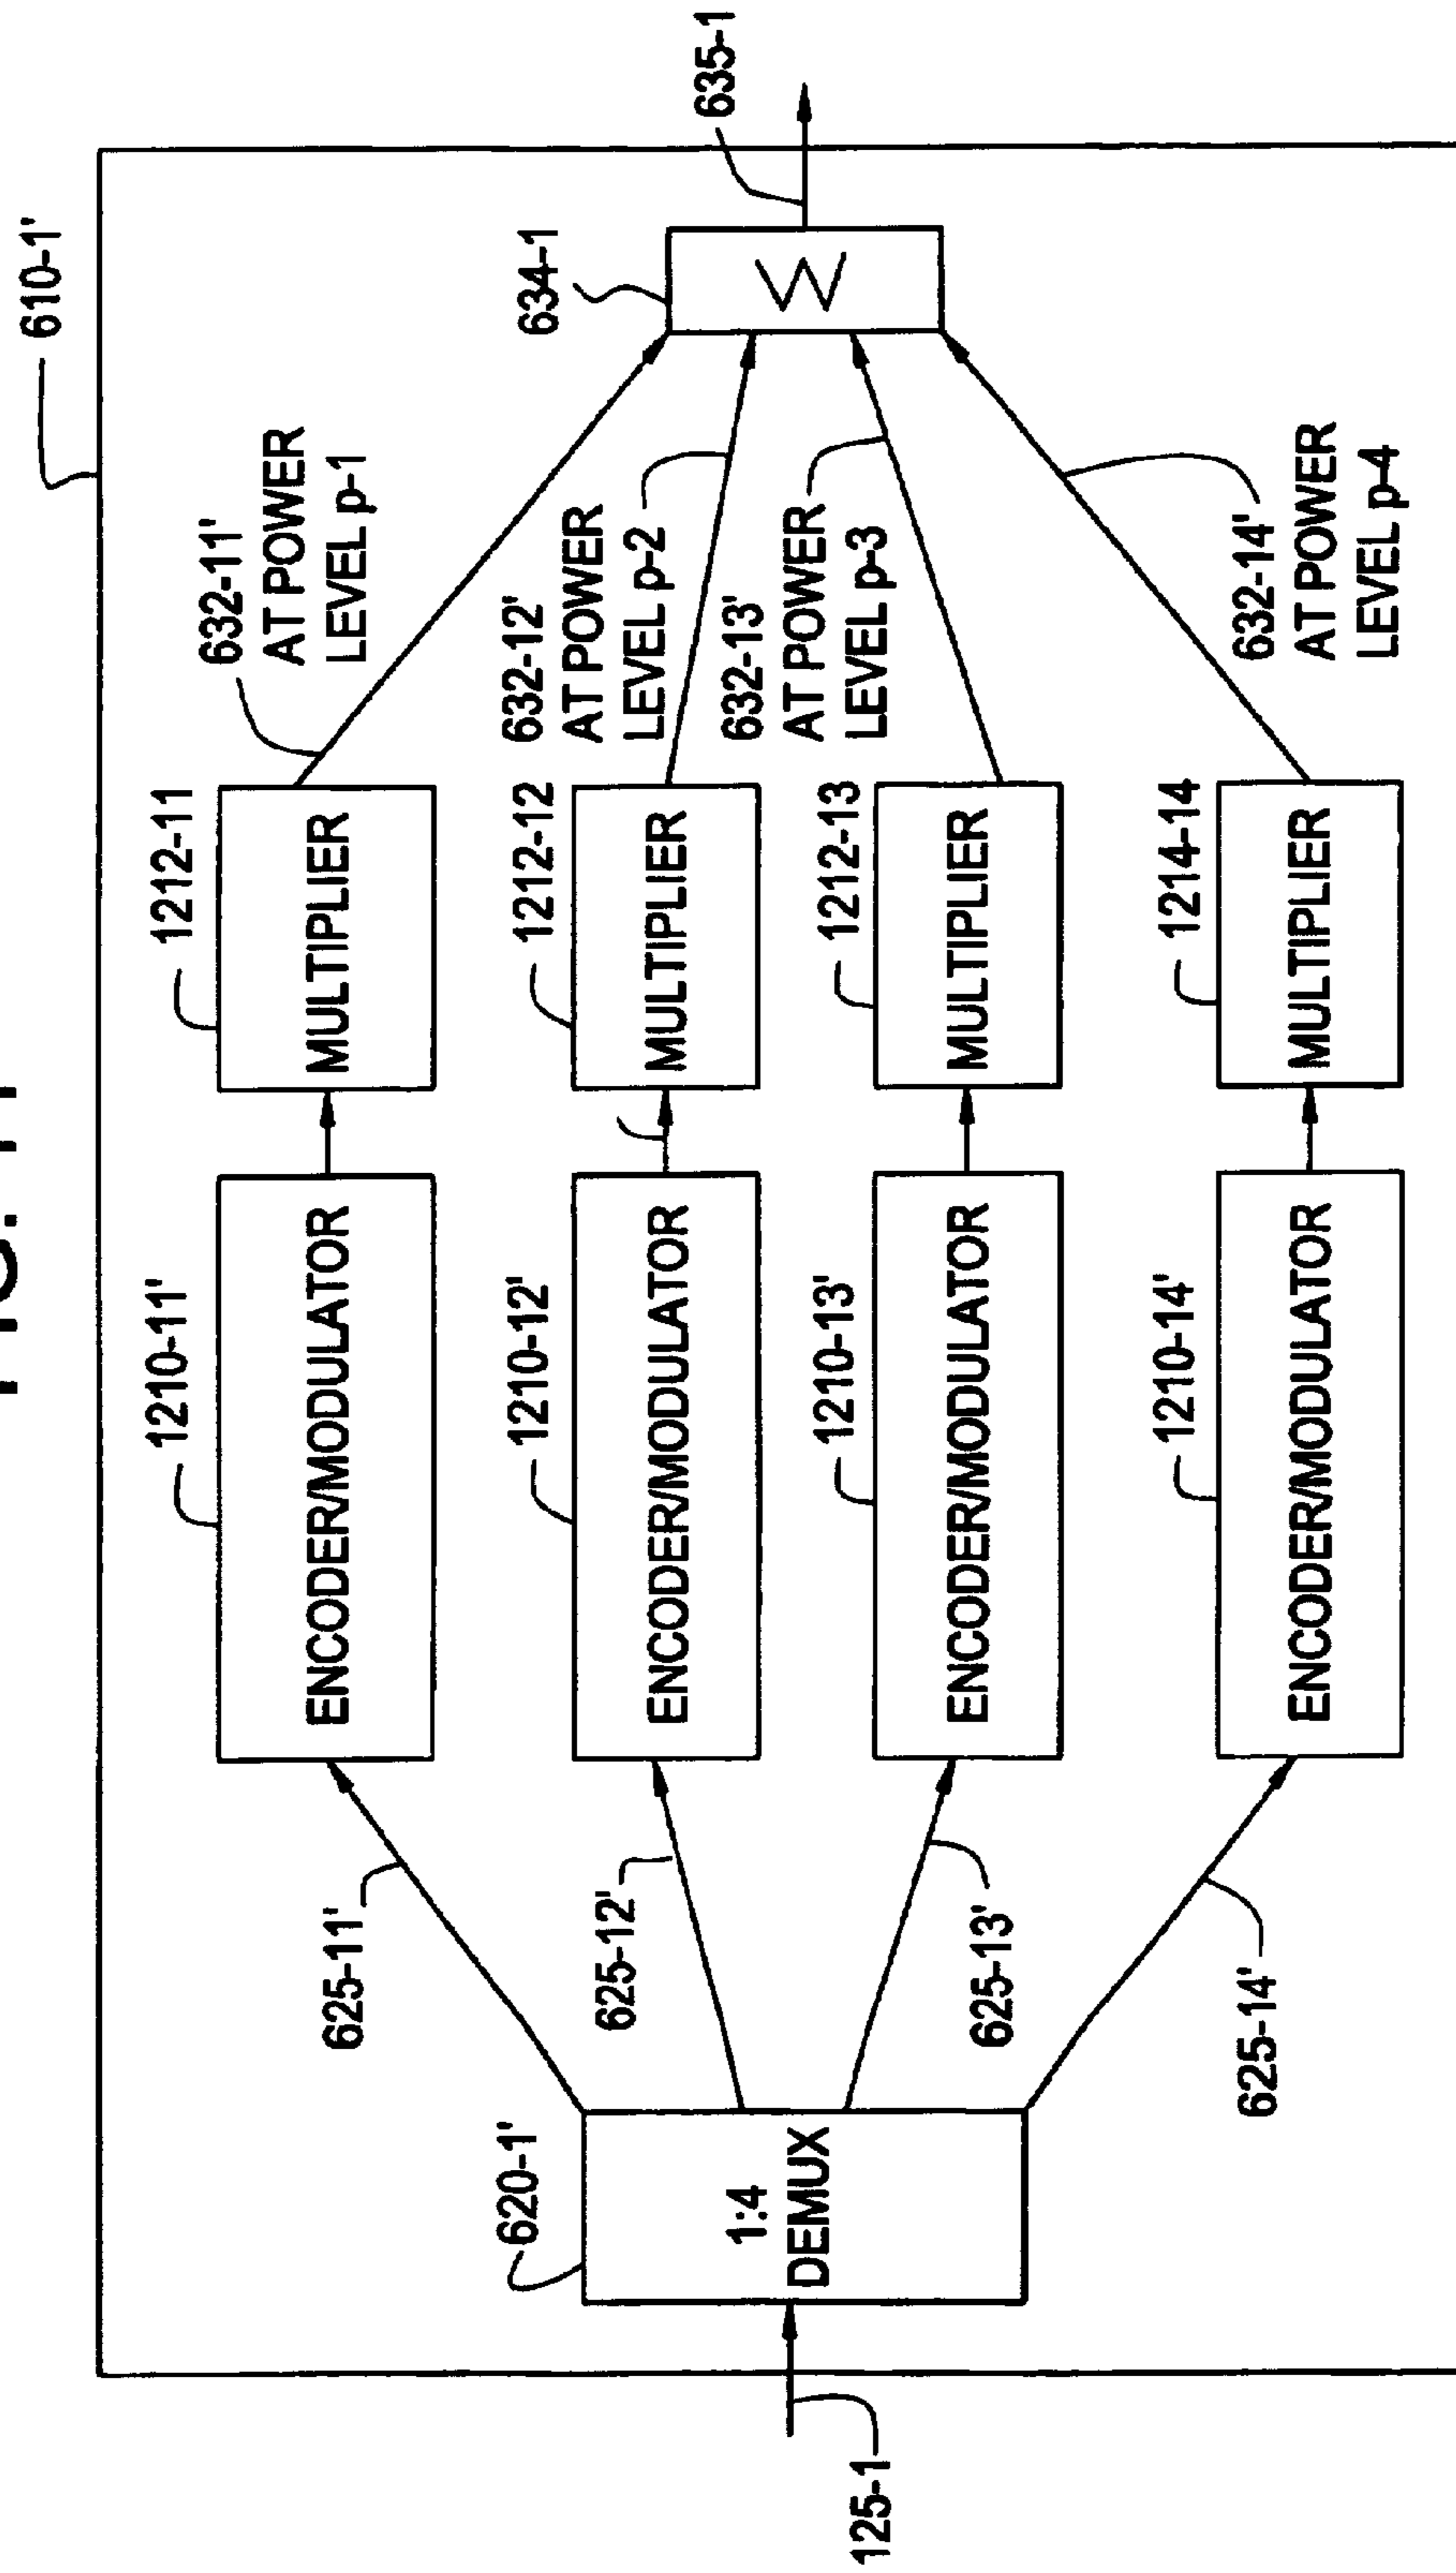 610-1'
125-1
620-1'
1:4
DEMUX
625-11'
625-12'
625-13'
625-14'
1210-11'
ENCODER/MODULATOR
1210-12'
ENCODER/MODULATOR
1210-13'
ENCODER/MODULATOR
1210-14'
ENCODER/MODULATOR
1212-11
MULTIPLIER
1212-12
MULTIPLIER
1212-13
MULTIPLIER
1214-14
MULTIPLIER
632-11'
AT POWER
LEVEL p-1
632-12'
AT POWER
LEVEL p-2
632-13'
AT POWER
LEVEL p-3
632-14'
AT POWER
LEVEL p-4
634-1
Σ
635-1